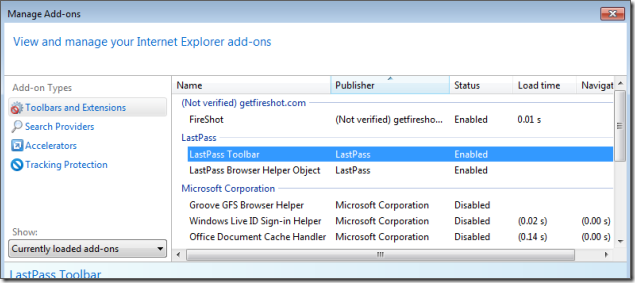 Manage Add-ons
View and manage your Internet Explorer add-ons
Add-on Types
Toolbars and Extensions
Search Providers
Accelerators
Tracking Protection
Show:
Currently loaded add-ons
Name Publisher Status Load time Navigat
(Not verified) getfireshot.com
FireShot (Not verified) getfiresho... Enabled 0.01 s
LastPass
LastPass Toolbar LastPass Enabled
LastPass Browser Helper Object LastPass Enabled
Microsoft Corporation
Groove GFS Browser Helper Microsoft Corporation Disabled
Windows Live ID Sign-in Helper Microsoft Corporation Disabled (0.02 s) (0.00 s)
Office Document Cache Handler Microsoft Corporation Disabled (0.14 s) (0.00 s)
LastPass Toolbar